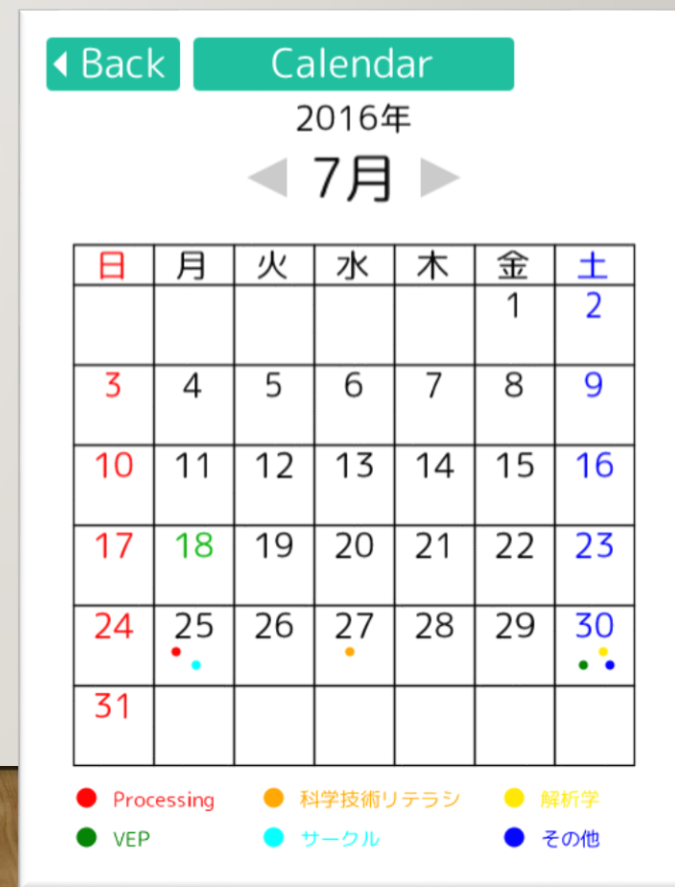 Back Calendar
2016年
7月
日 月 火 水 木 金 土
1 2
3 4 5 6 7 8 9
10 11 12 13 14 15 16
17 18 19 20 21 22 23
24 25 26 27 28 29 30
31
Processing 科学技術リテラシ 解析学
VEP サークル その他